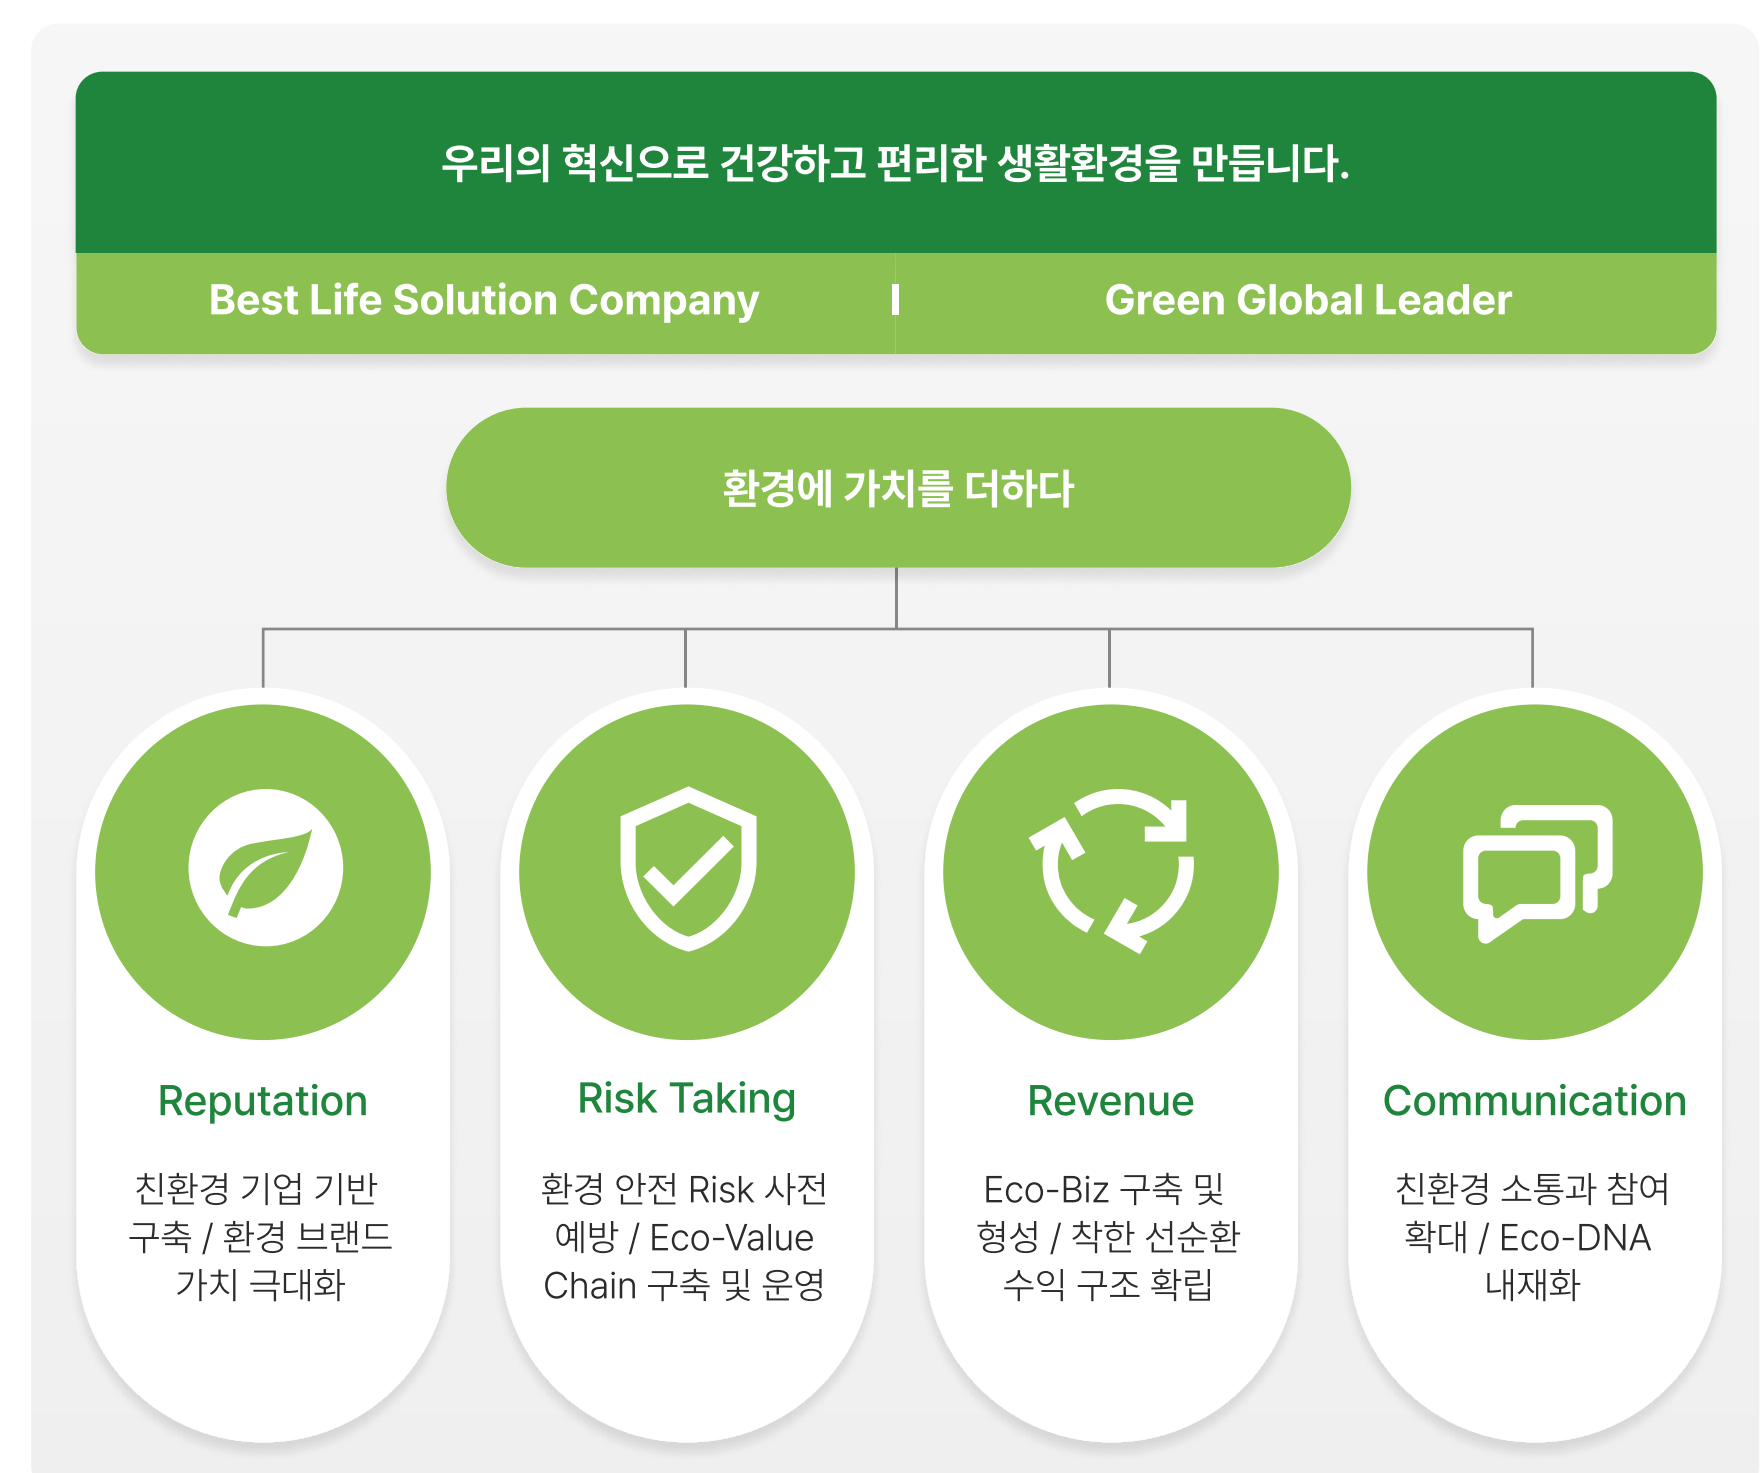 우리의 혁신으로 건강하고 편리한 생활환경을 만듭니다.
Best Life Solution Company
Green Global Leader
환경에 가치를 더하다
Reputation
친환경 기업 기반
구축 / 환경 브랜드
가치 극대화
Risk Taking
환경 안전 Risk 사전
예방 / Eco-Value
Chain 구축 및 운영
Revenue
Eco-Biz 구축 및
형성 / 착한 선순환
수익 구조 확립
Communication
친환경 소통과 참여
확대 / Eco-DNA
내재화